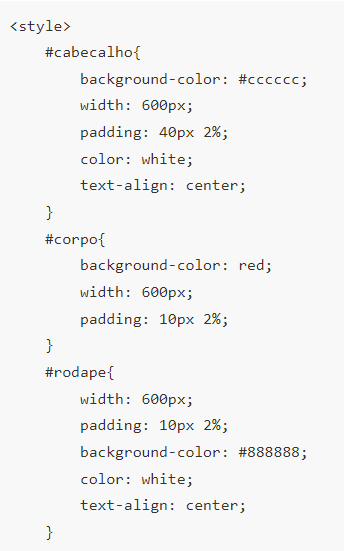 <style>
    #cabecalho{
        background-color: #cccccc;
        width: 600px;
        padding: 40px 2%;
        color: white;
        text-align: center;
    }
    #corpo{
        background-color: red;
        width: 600px;
        padding: 10px 2%;
    }
    #rodape{
        width: 600px;
        padding: 10px 2%;
        background-color: #888888;
        color: white;
        text-align: center;
    }